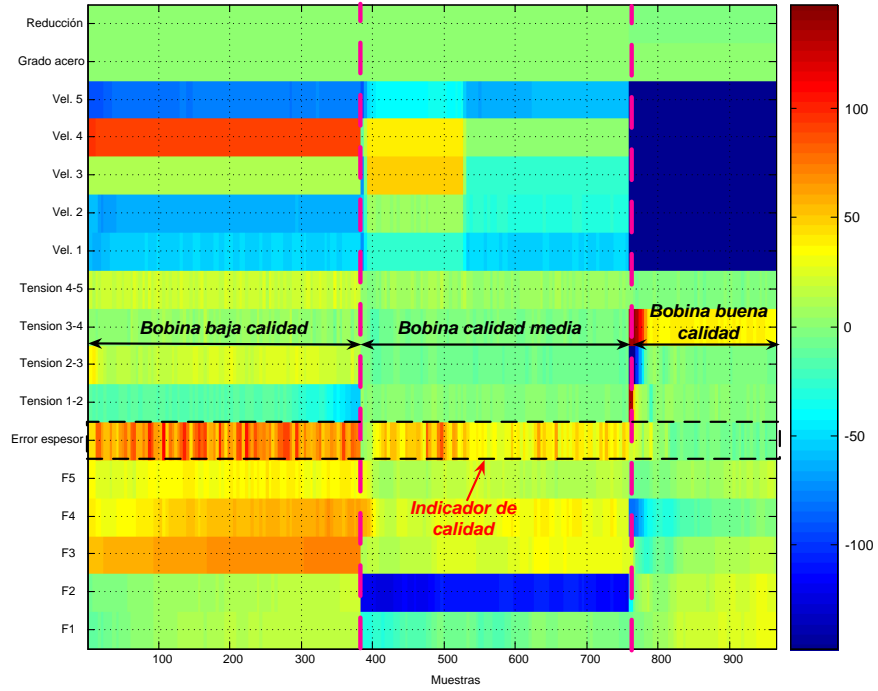 Reducción
Grado acero
Vel. 5
Vel. 4
Vel. 3
Vel. 2
Vel. 1
Tension 4-5
Tension 3-4
Tension 2-3
Tension 1-2
Error espesor
F5
F4
F3
F2
F1
Bobina baja calidad
Bobina calidad media
Bobina buena
calidad
Indicador de
calidad
100 200 300 400 500 600 700 800 900
Muestras
100
50
0
-50
-100